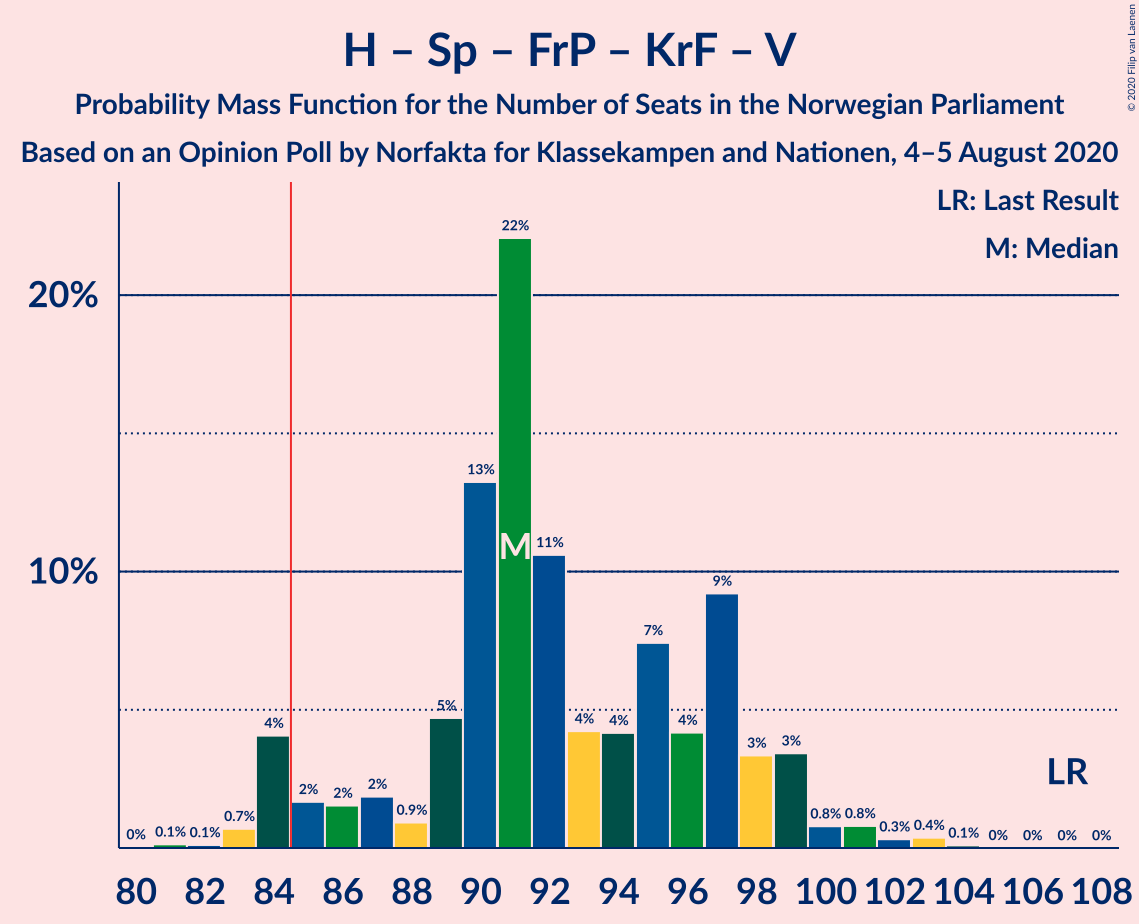 H – Sp – FrP – KrF – V
Probability Mass Function for the Number of Seats in the Norwegian Parliament
Based on an Opinion Poll by Norfakta for Klassekampen and Nationen, 4–5 August 2020
© 2020 Filip van Laenen
LR: Last Result
M: Median
20%
10%
0% 0.1% 0.1% 0.7% 4% 2% 2% 2% 0.9% 5% 13% 22% 11% 4% 4% 7% 4% 9% 3% 3% 0.8% 0.8% 0.3% 0.4% 0.1% 0% 0% 0% 0%
M
LR
80 82 84 86 88 90 92 94 96 98 100 102 104 106 108